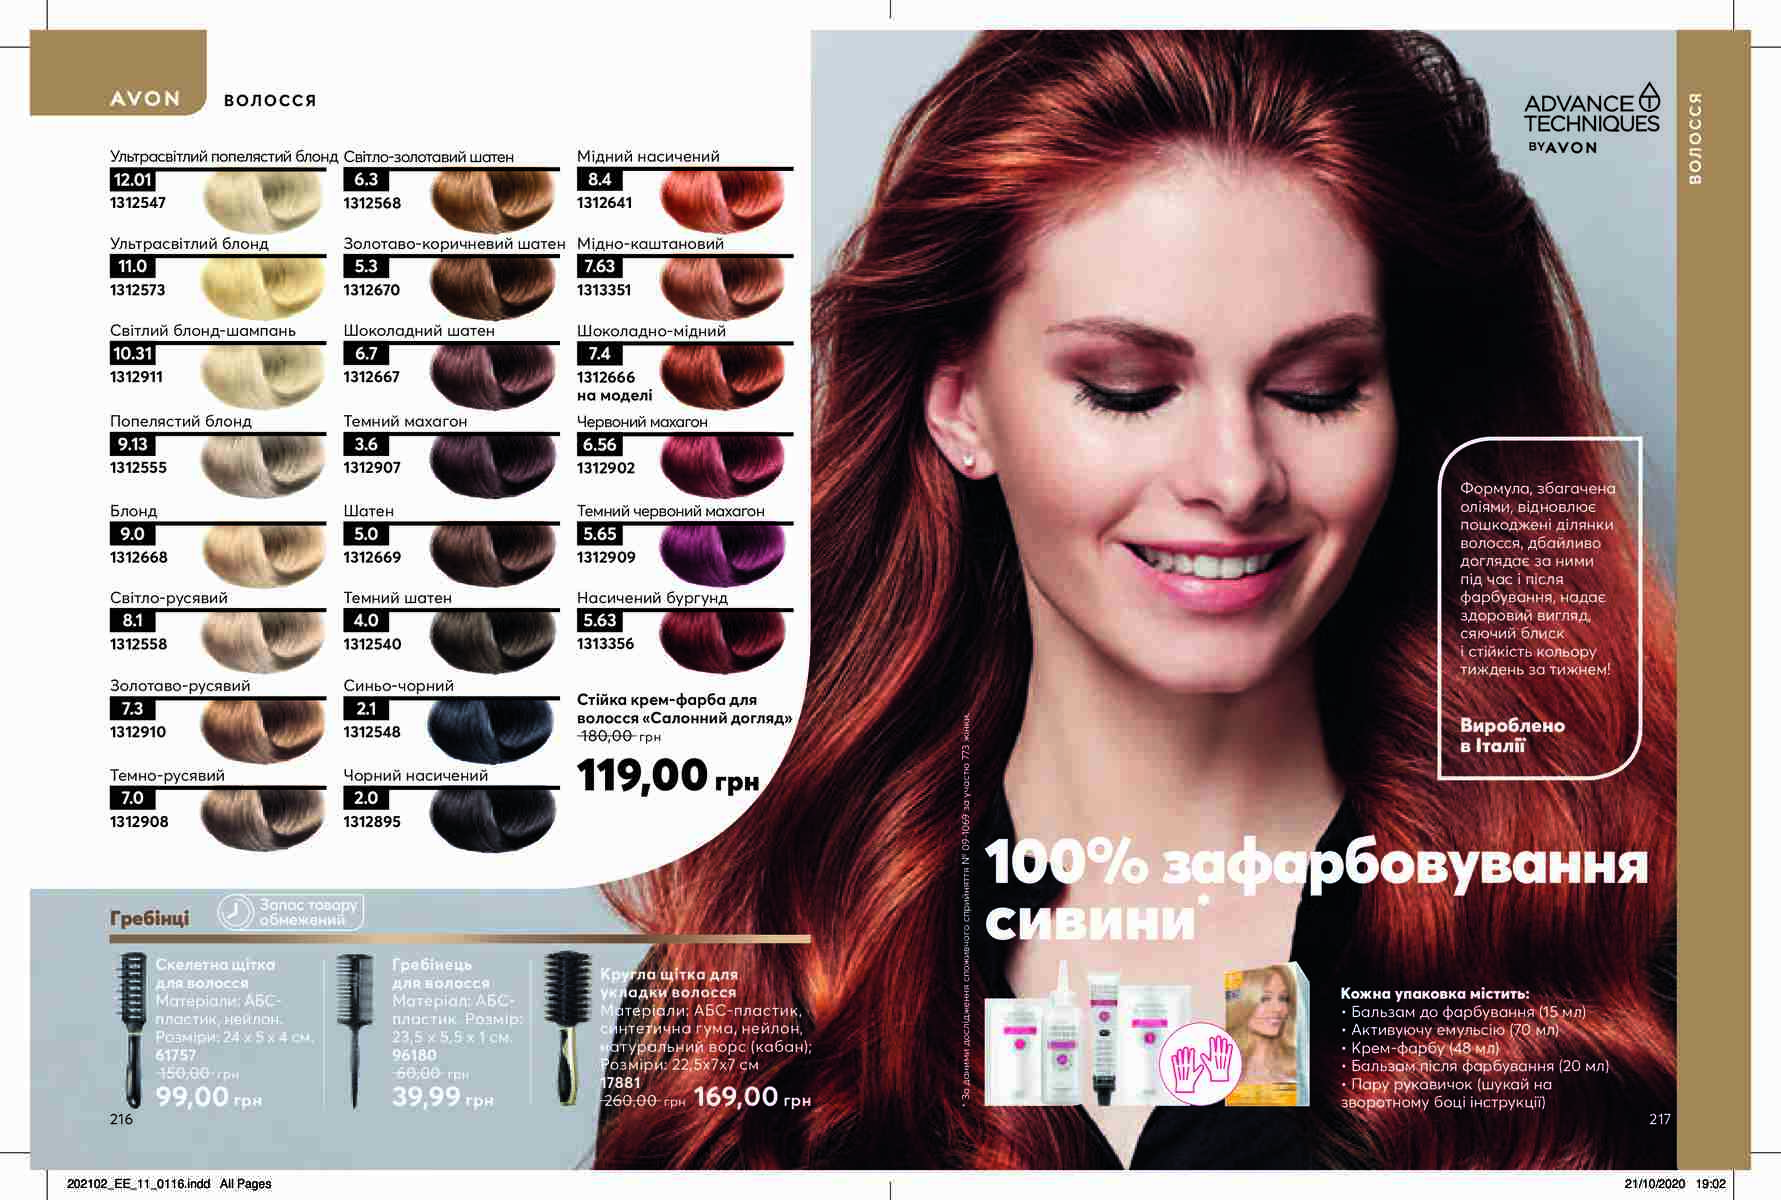 AVON
ВОЛОССЯ
Ультрасвітлий попелястий блонд
12.01
1312547
Ультрасвітлий блонд
11.0
1312573
Світлий блонд-шампань
10.31
1312911
Попелястий блонд
9.13
1312555
Блонд
9.0
1312668
Світло-русявий
8.1
1312558
Золотаво-русявий
7.3
1312910
Темно-русявий
7.0
1312908
Світло-золотавий шатен
6.3
1312568
Золотаво-коричневий шатен
5.3
1312670
Шоколадний шатен
6.7
1312667
Темний махагон
3.6
1312907
Шатен
5.0
1312669
Темний шатен
4.0
1312540
Синьо-чорний
2.1
1312548
Чорний насичений
2.0
1312895
Мідний насичений
8.4
1312641
Мідно-каштановий
7.63
1313351
Шоколадно-мідний
7.4
1312666
на моделі
Червоний махагон
6.56
1312902
Темний червоний махагон
5.65
1312909
Насичений бургунд
5.63
1313356
Стійка крем-фарба для
волосся «Салонний догляд»
180,00 грн
119,00 грн
Гребінці
Запас товару
обмежений
Скелетна щітка
для волосся
Матеріали: АБС-
пластик, нейлон.
Розміри: 24 х 5 х 4 см.
61757
150,00 грн
99,00 грн
Гребінець
для волосся
Матеріал: АБС-
пластик. Розмір:
23,5 х 5,5 х 1 см.
96180
60,00 грн
39,99 грн
Кругла щітка для
укладки волосся
Матеріали: АБС-пластик,
синтетична гума, нейлон,
натуральний ворс (кабан);
Розміри: 22,5х7х7 см
17881
260,00 грн 169,00 грн
216
ADVANCE
TECHNIQUES
BY AVON
ВОЛОССЯ
Формула, збагачена
оліями, відновлює
пошкоджені ділянки
волосся, дбайливо
доглядає за ними
під час і після
фарбування, надає
здоровий вигляд,
сяючий блиск
і стійкість кольору
тиждень за тижнем!
Вироблено
в Італії
* За даними дослідження споживчого сприйняття № 09-1069 за участю 773 жінки.
100% зафарбовування
сивини*
Кожна упаковка містить:
• Бальзам до фарбування (15 мл)
• Активуючу емульсію (70 мл)
• Крем-фарбу (48 мл)
• Бальзам після фарбування (20 мл)
• Пару рукавичок (шукай на
зворотному боці інструкції)
217
202102_EE_11_0116.indd All Pages
21/10/2020 19:02